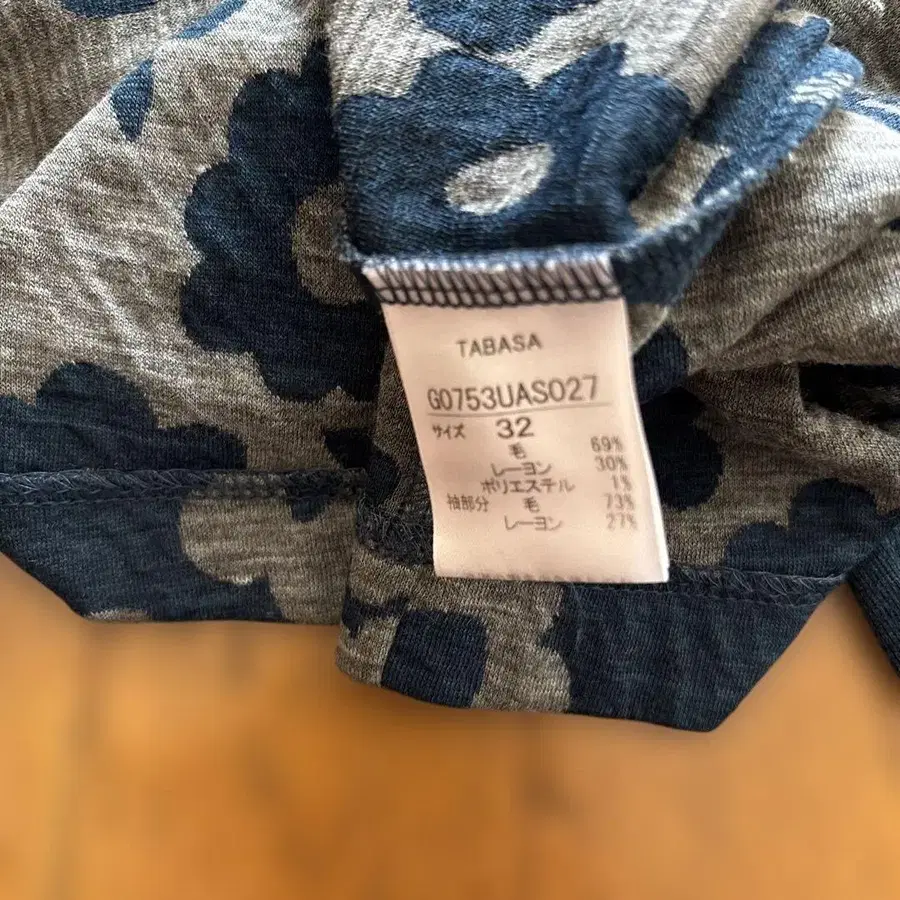 TABASA
G0753UAS027
サイズ 32
毛 69%
レーヨン 30%
ポリエステル 1%
袖部分 毛 73%
レーヨン 27%